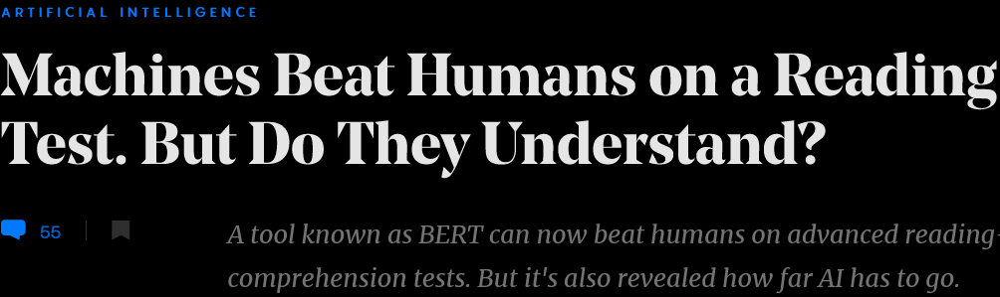 ARTIFICIAL INTELLIGENCE
Machines Beat Humans on a Reading
Test. But Do They Understand?
55
A tool known as BERT can now beat humans on advanced reading-
comprehension tests. But it's also revealed how far AI has to go.